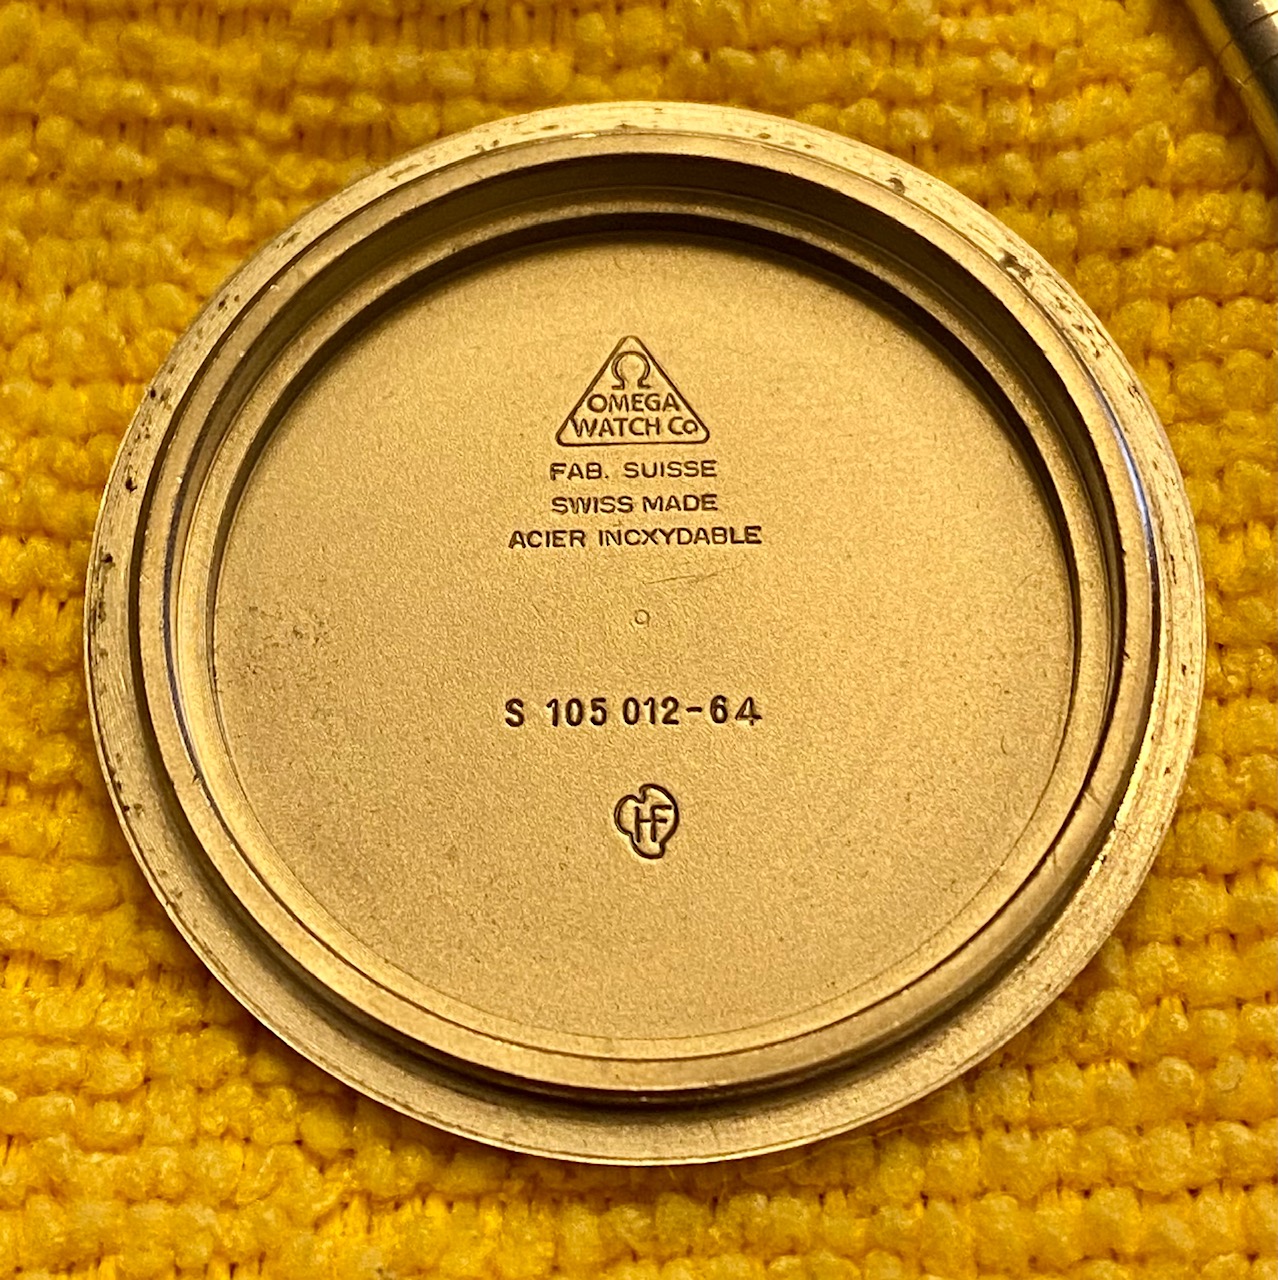 Ω
OMEGA
WATCH Co
FAB. SUISSE
SWISS MADE
ACIER INOXYDABLE
S 105 012-64
HF